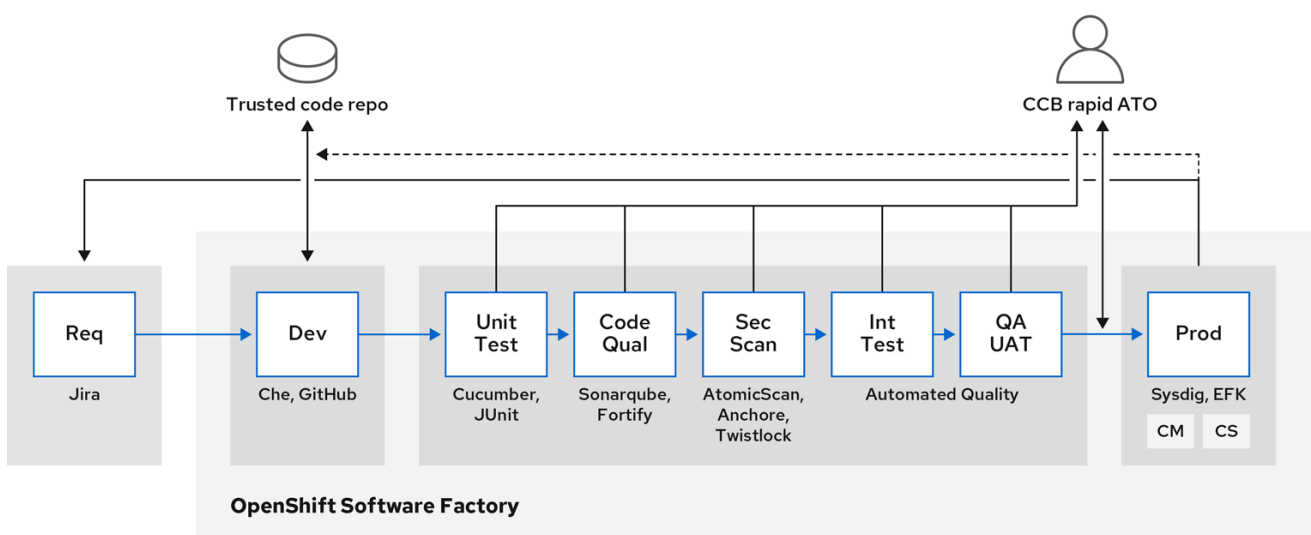 Trusted code repo
CCB rapid ATO
Req
Jira
Dev
Che, GitHub
Unit
Test
Cucumber,
JUnit
Code
Qual
Sonarqube,
Fortify
Sec
Scan
AtomicScan,
Anchore,
Twistlock
Int
Test
QA
UAT
Automated Quality
Prod
Sysdig, EFK
CM
CS
OpenShift Software Factory